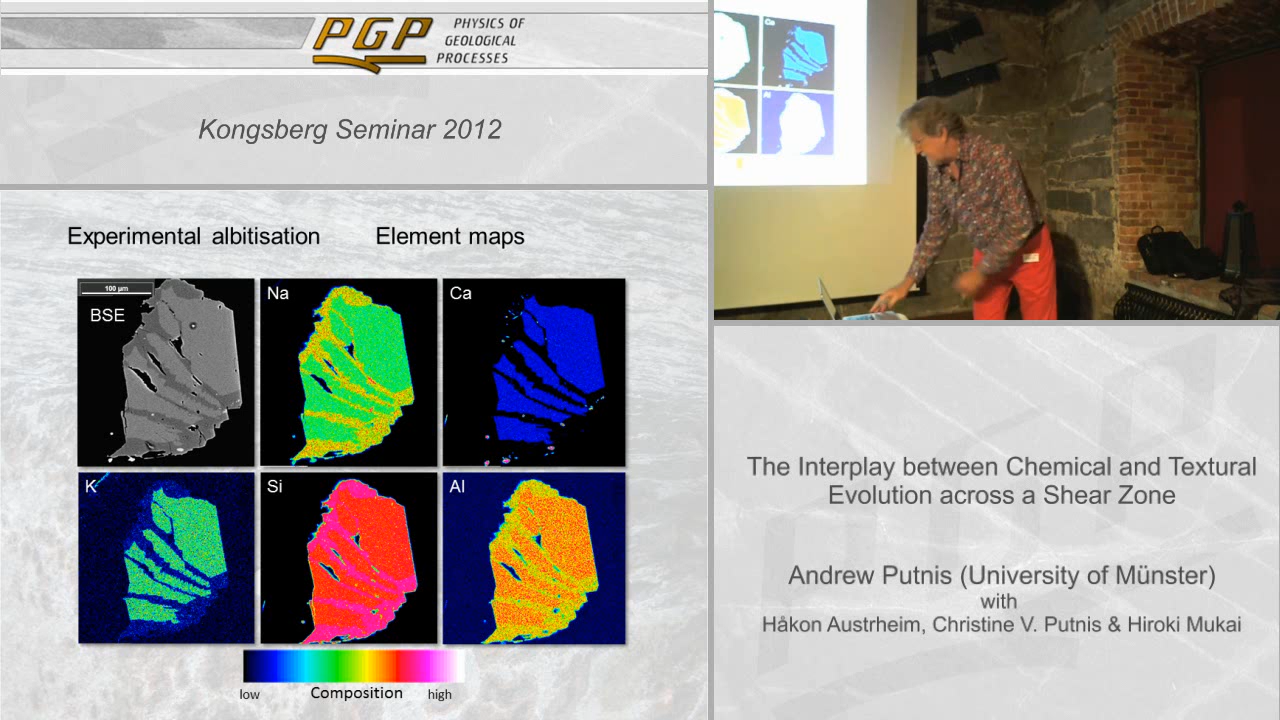 PGP
PHYSICS OF
GEOLOGICAL
PROCESSES
Kongsberg Seminar 2012
Experimental albitisation
Element maps
100 µm
BSE
Na
Ca
K
Si
Al
low
Composition
high
Ca
Al
The Interplay between Chemical and Textural
Evolution across a Shear Zone
Andrew Putnis (University of Münster)
with
Håkon Austrheim, Christine V. Putnis & Hiroki Mukai